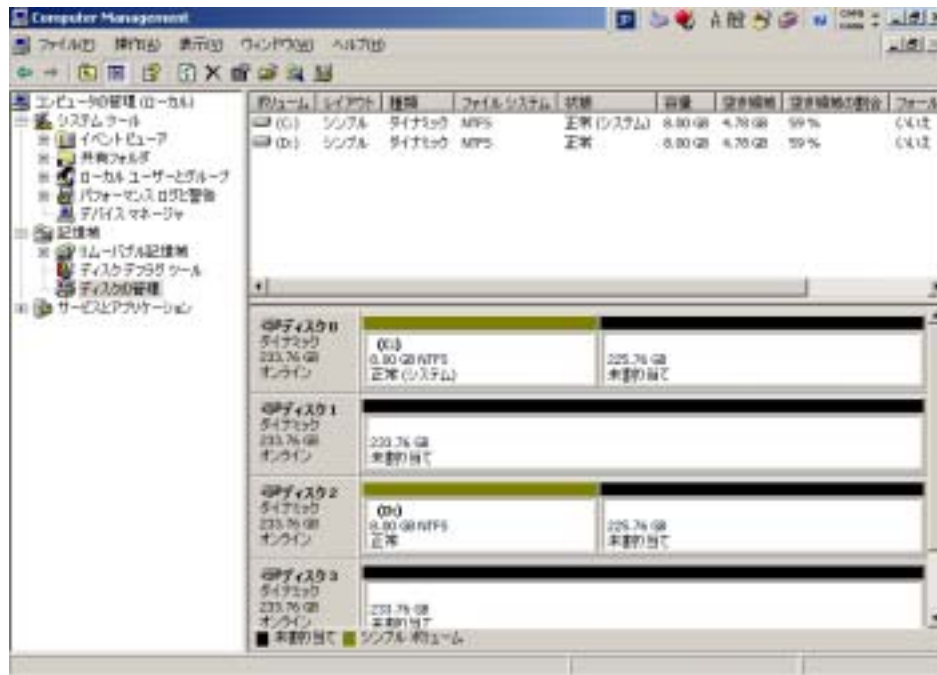 Computer Management
ファイル(F) 操作(A) 表示(V) ウィンドウ(W) ヘルプ(H)
コンピュータの管理 (ローカル)
システム ツール
イベント ビューア
共有フォルダ
ローカル ユーザーとグループ
パフォーマンス ログと警告
デバイス マネージャ
記憶域
リムーバブル記憶域
ディスク デフラグ ツール
ディスクの管理
サービスとアプリケーション
ボリューム レイアウト 種類 ファイル システム 状態 容量 空き領域 空き領域の割合 フォール
(C:) シンプル ダイナミック NTFS 正常 (システム) 8.00 GB 4.78 GB 59 % いいえ
(D:) シンプル ダイナミック NTFS 正常 8.00 GB 4.78 GB 59 % いいえ
ディスク 0
ダイナミック
233.76 GB
オンライン
(C:)
8.00 GB NTFS
正常 (システム)
225.76 GB
未割り当て
ディスク 1
ダイナミック
233.76 GB
オンライン
233.76 GB
未割り当て
ディスク 2
ダイナミック
233.76 GB
オンライン
(D:)
8.00 GB NTFS
正常
225.76 GB
未割り当て
ディスク 3
ダイナミック
233.76 GB
オンライン
233.76 GB
未割り当て
未割り当て シンプル ボリューム